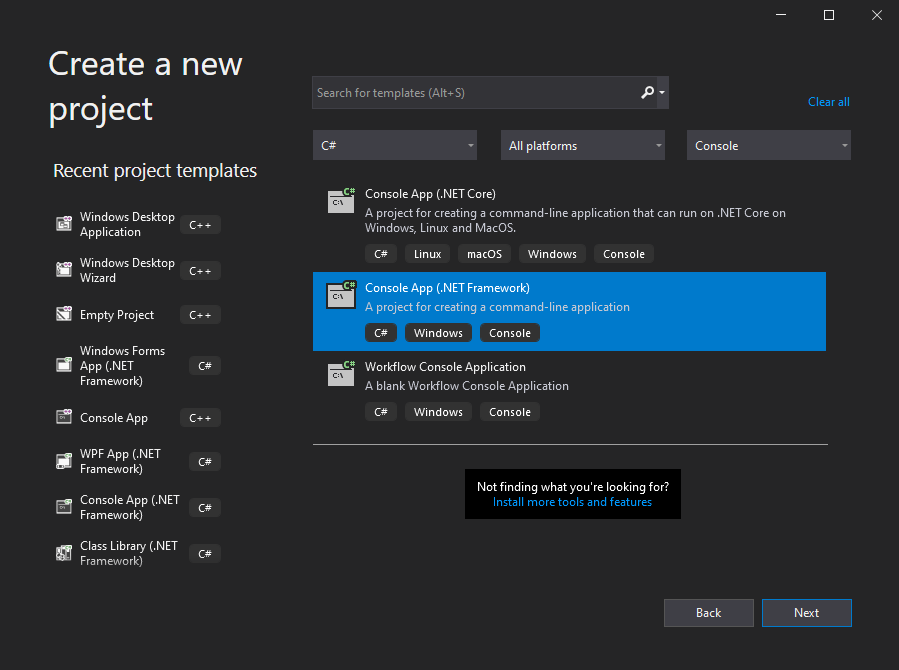 Create a new
project
Recent project templates
Windows Desktop
Application
C++
Windows Desktop
Wizard
C++
Empty Project
C++
Windows Forms
App (.NET
Framework)
C#
Console App
C++
WPF App (.NET
Framework)
C#
Console App (.NET
Framework)
C#
Class Library (.NET
Framework)
C#
Search for templates (Alt+S)
Clear all
C#
All platforms
Console
Console App (.NET Core)
A project for creating a command-line application that can run on .NET Core on
Windows, Linux and MacOS.
C# Linux macOS Windows Console
Console App (.NET Framework)
A project for creating a command-line application
C# Windows Console
Workflow Console Application
A blank Workflow Console Application
C# Windows Console
Not finding what you're looking for?
Install more tools and features
Back
Next